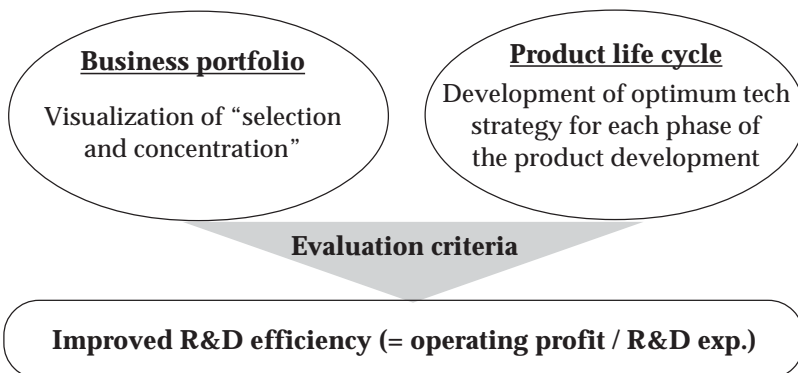 Business portfolio
Visualization of “selection
and concentration”
Product life cycle
Development of optimum tech
strategy for each phase of
the product development
Evaluation criteria
Improved R&D efficiency (= operating profit / R&D exp.)